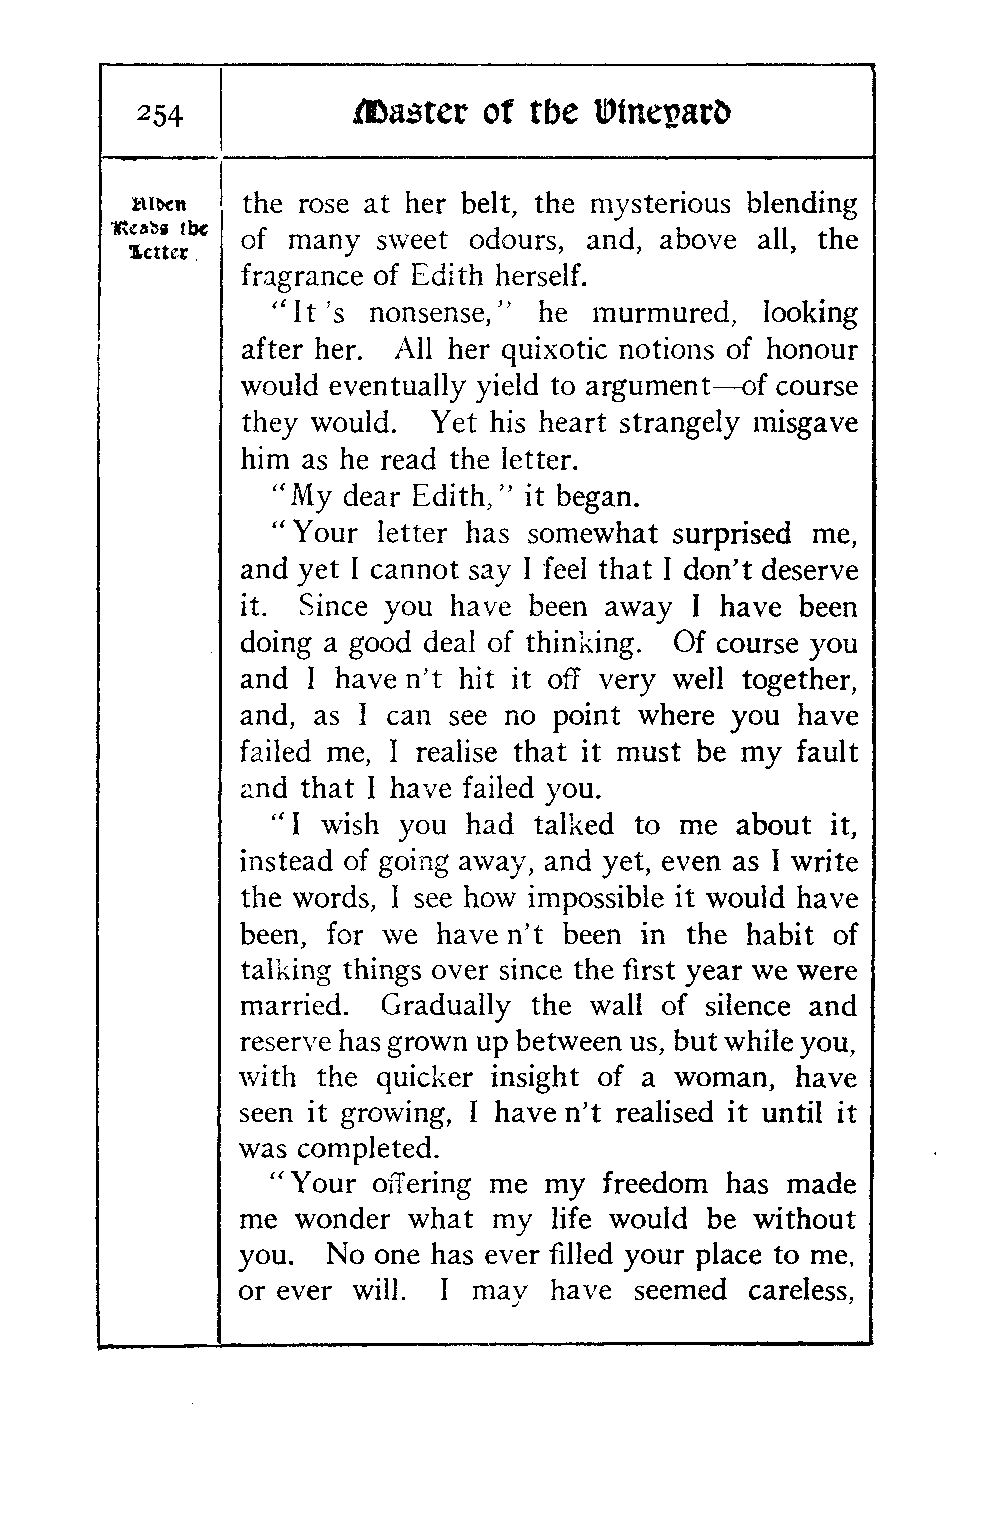 254
Master of the Vineyard
Alden
Reads the
Letter
the rose at her belt, the mysterious blending
of many sweet odours, and, above all, the
fragrance of Edith herself.
"It 's nonsense," he murmured, looking
after her. All her quixotic notions of honour
would eventually yield to argument—of course
they would. Yet his heart strangely misgave
him as he read the letter.
"My dear Edith," it began.
"Your letter has somewhat surprised me,
and yet I cannot say I feel that I don't deserve
it. Since you have been away I have been
doing a good deal of thinking. Of course you
and I have n't hit it off very well together,
and, as I can see no point where you have
failed me, I realise that it must be my fault
and that I have failed you.
"I wish you had talked to me about it,
instead of going away, and yet, even as I write
the words, I see how impossible it would have
been, for we have n't been in the habit of
talking things over since the first year we were
married. Gradually the wall of silence and
reserve has grown up between us, but while you,
with the quicker insight of a woman, have
seen it growing, I have n't realised it until it
was completed.
"Your offering me my freedom has made
me wonder what my life would be without
you. No one has ever filled your place to me,
or ever will. I may have seemed careless,